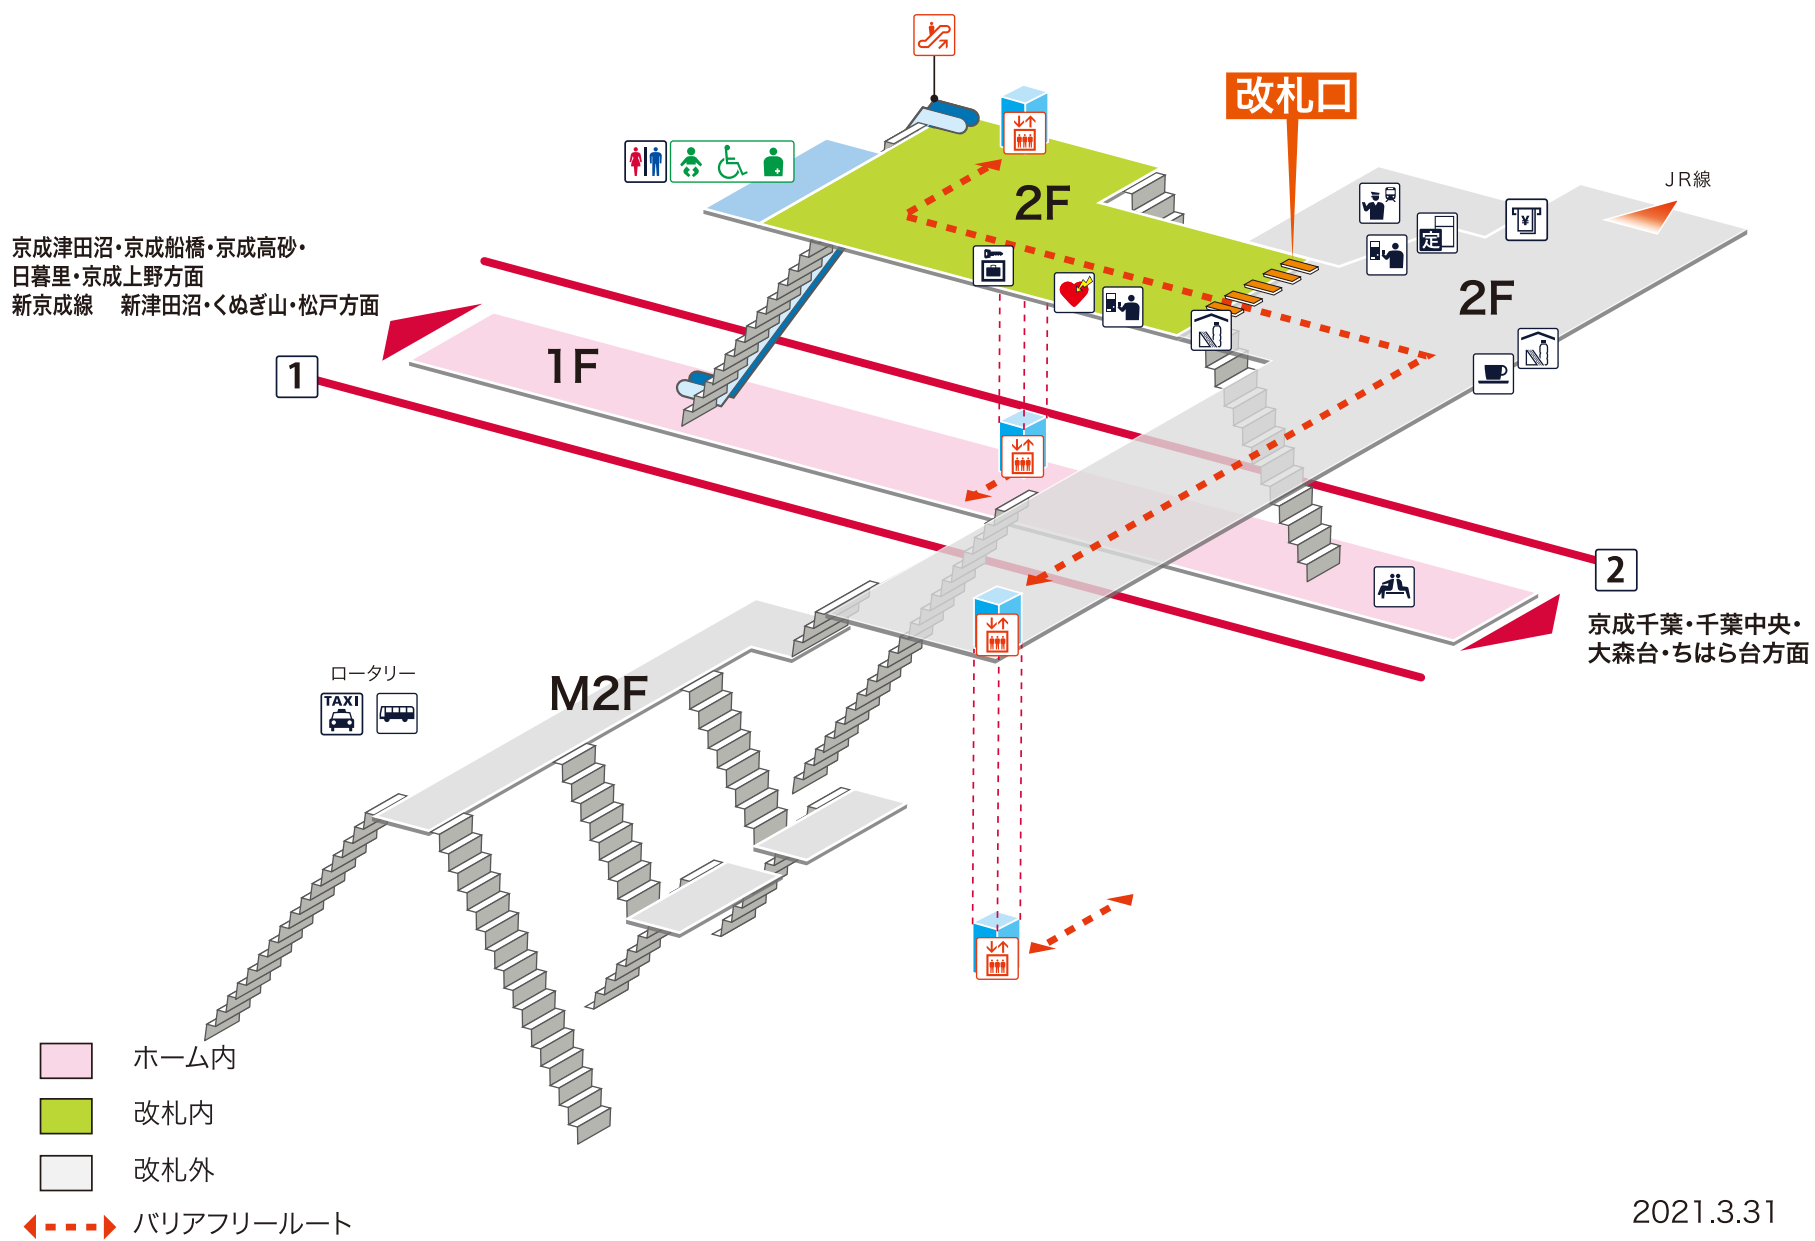 改札口
2F
JR線
京成津田沼・京成船橋・京成高砂・
日暮里・京成上野方面
新京成線　新津田沼・くぬぎ山・松戸方面
定
¥
2F
1F
1
2
京成千葉・千葉中央・
大森台・ちはら台方面
ロータリー
TAXI
M2F
ホーム内
改札内
改札外
バリアフリールート
2021.3.31